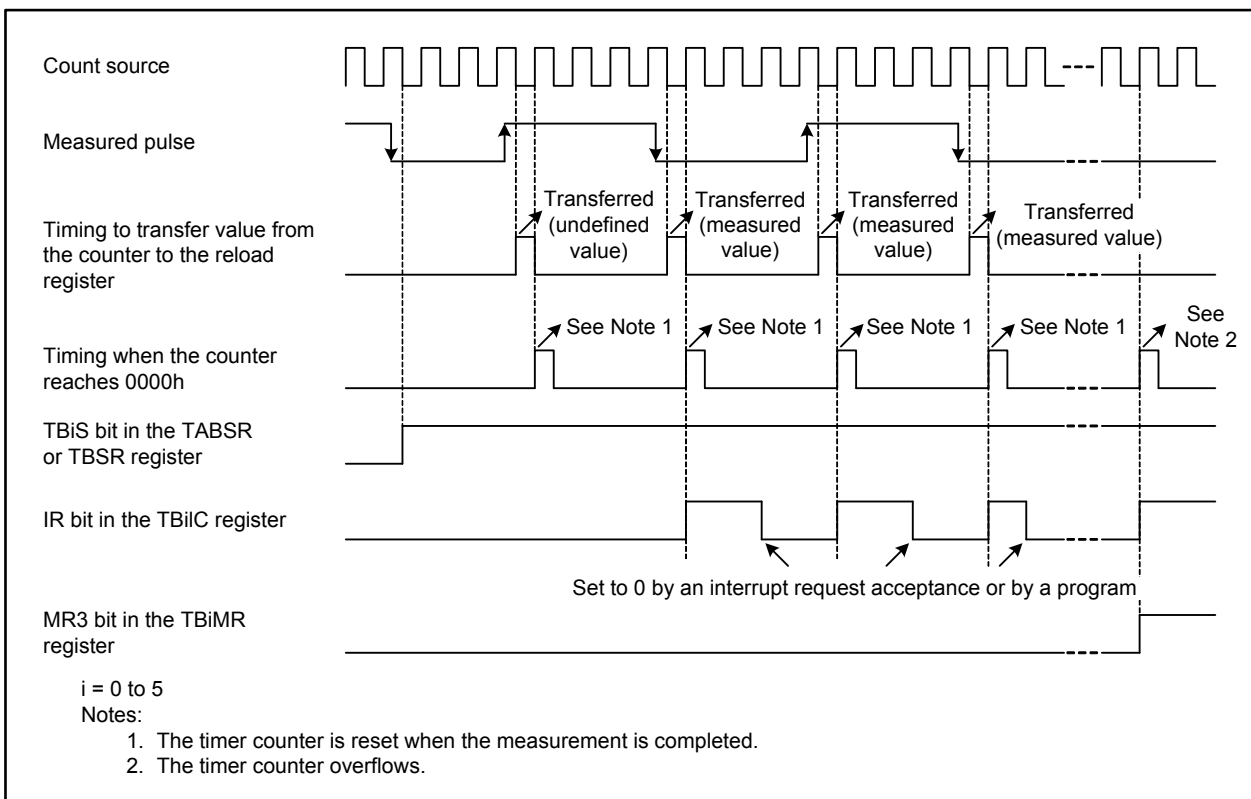 Count source
Measured pulse
Timing to transfer value from
the counter to the reload
register
Transferred
(undefined
value)
Transferred
(measured
value)
Transferred
(measured
value)
Transferred
(measured value)
Timing when the counter
reaches 0000h
See Note 1
See Note 1
See Note 1
See Note 1
See
Note 2
TBiS bit in the TABSR
or TBSR register
IR bit in the TBiIC register
Set to 0 by an interrupt request acceptance or by a program
MR3 bit in the TBiMR
register
i = 0 to 5
Notes:
1. The timer counter is reset when the measurement is completed.
2. The timer counter overflows.